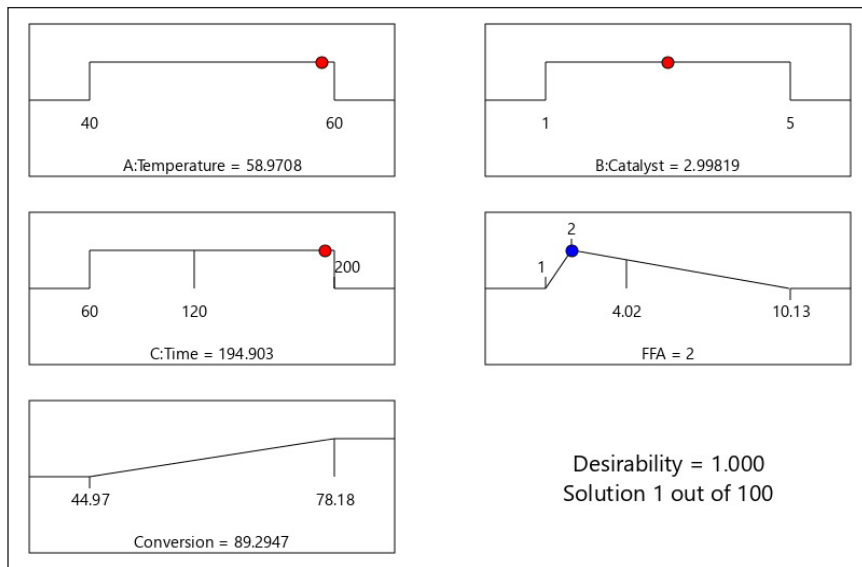 40 60
A:Temperature = 58.9708
1 5
B:Catalyst = 2.99819
200
60 120
C:Time = 194.903
2
1
4.02 10.13
FFA = 2
44.97 78.18
Conversion = 89.2947
Desirability = 1.000
Solution 1 out of 100